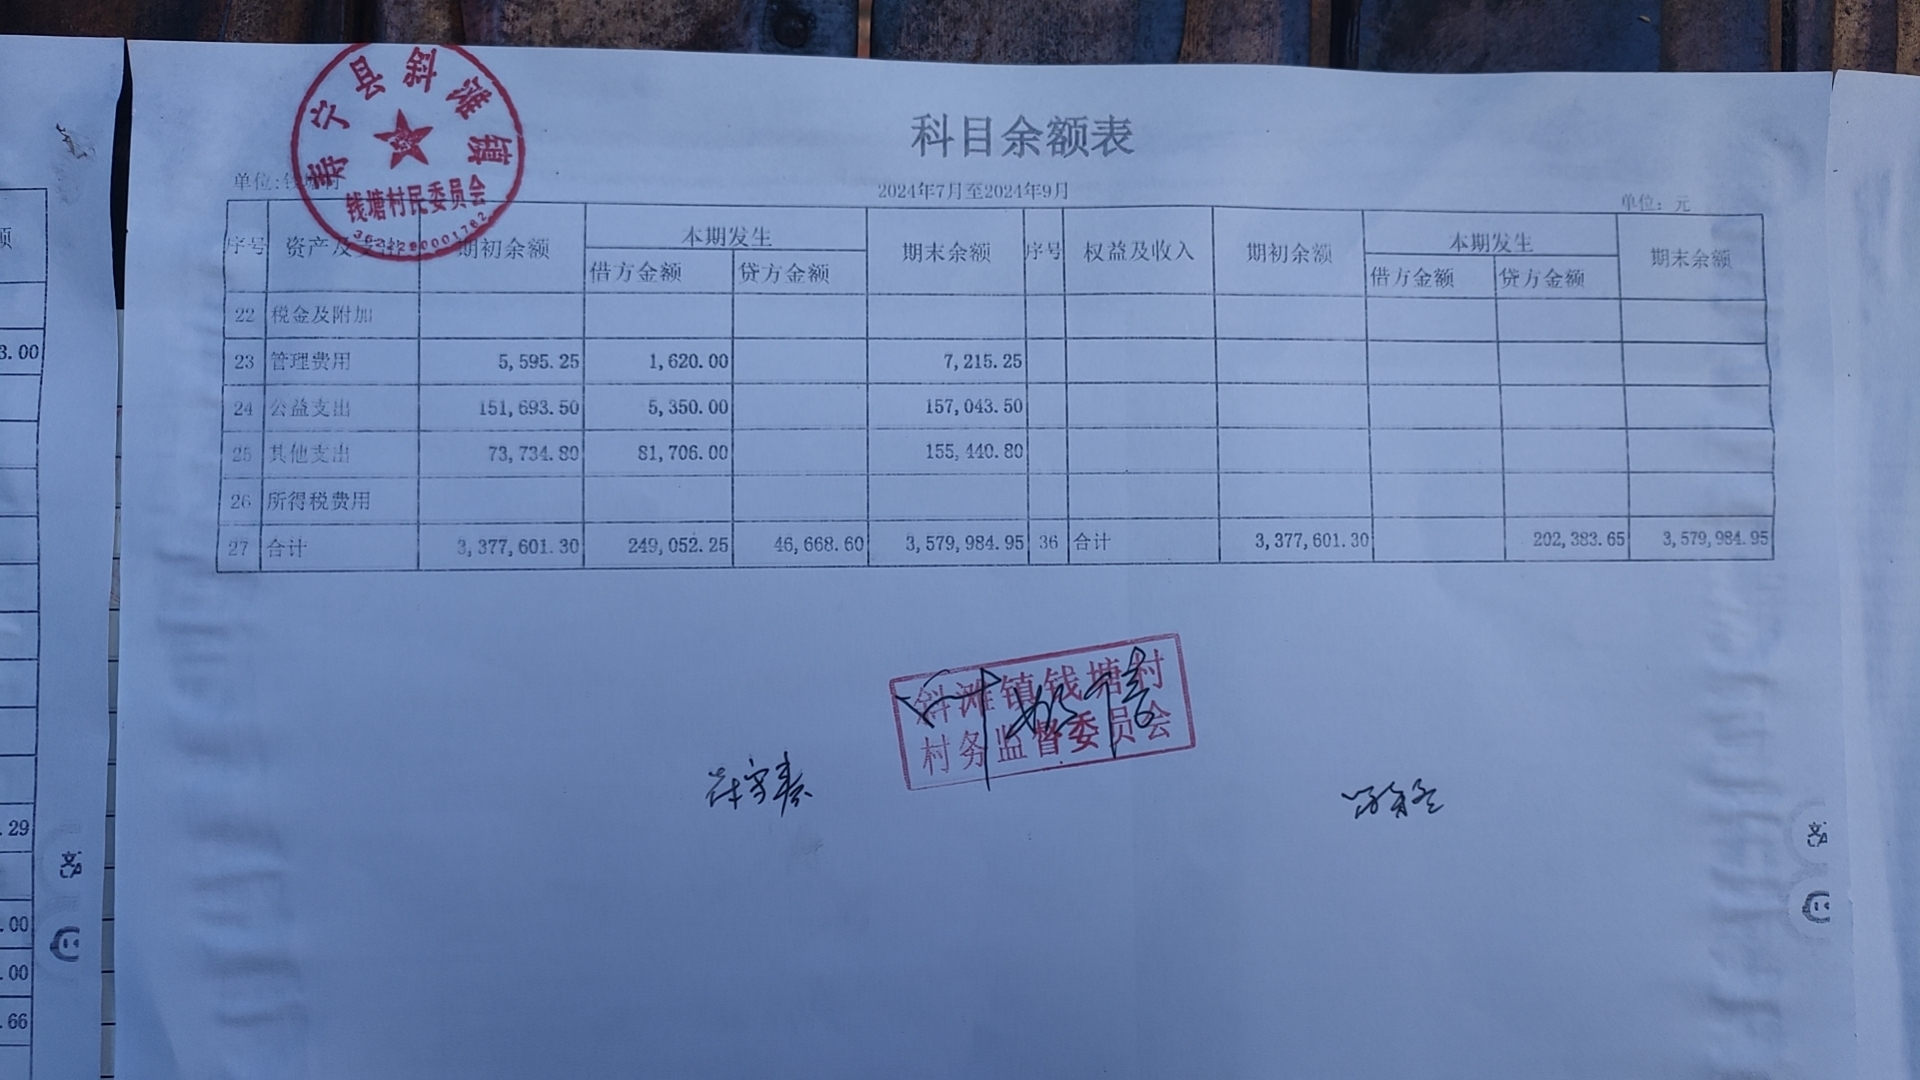 寿宁县斜滩镇
钱塘村民委员会
科目余额表
单位:钱塘村
2024年7月至2024年9月
单位：元
序号 资产及支出 期初余额 本期发生 期末余额 序号 权益及收入 期初余额 本期发生 期末余额
借方金额 贷方金额 借方金额 贷方金额
22 税金及附加
23 管理费用 5,595.25 1,620.00 7,215.25
24 公益支出 151,693.50 5,350.00 157,043.50
25 其他支出 73,734.80 81,706.00 155,440.80
26 所得税费用
27 合计 3,377,601.30 249,052.25 46,668.60 3,579,984.95 36 合计 3,377,601.30 202,383.65 3,579,984.95
斜滩镇钱塘村
村务监督委员会
额
3.00
.29
.00
.00
.66